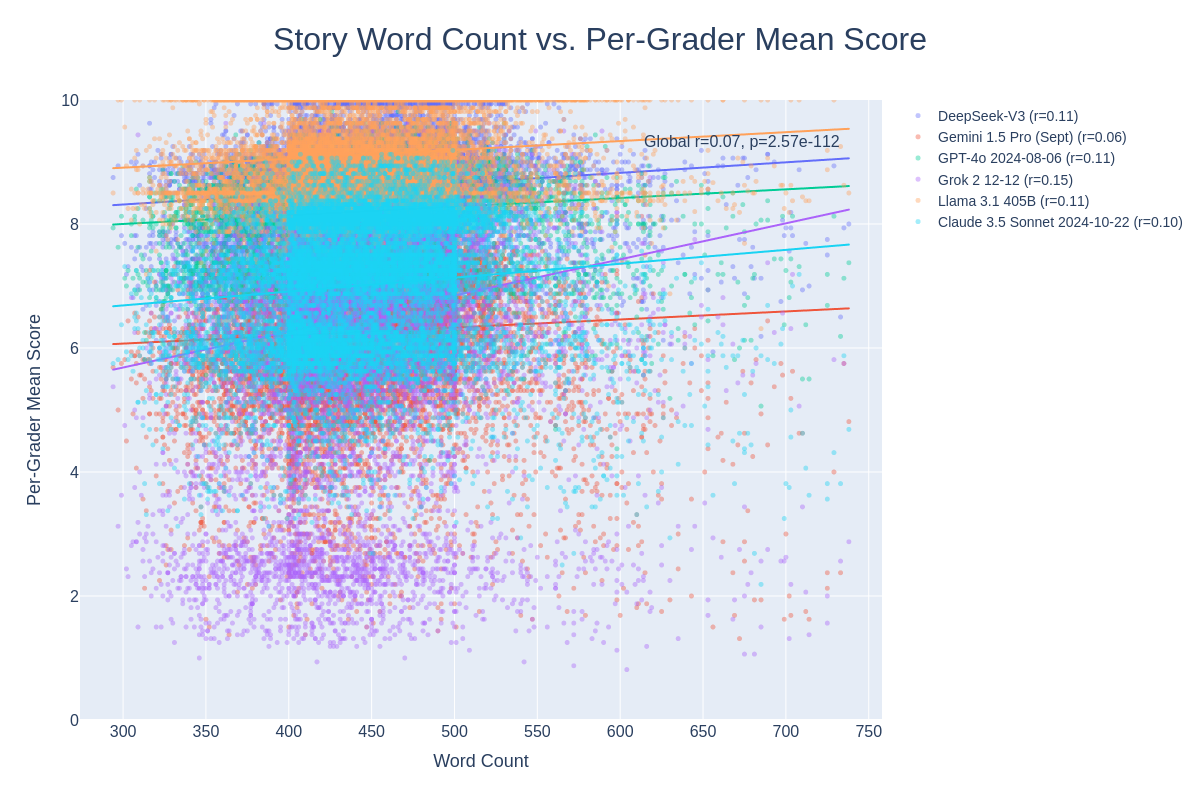 Story Word Count vs. Per-Grader Mean Score
Per-Grader Mean Score
10
8
6
4
2
0
Global r=0.07, p=2.57e-112
300 350 400 450 500 550 600 650 700 750
Word Count
DeepSeek-V3 (r=0.11)
Gemini 1.5 Pro (Sept) (r=0.06)
GPT-4o 2024-08-06 (r=0.11)
Grok 2 12-12 (r=0.15)
Llama 3.1 405B (r=0.11)
Claude 3.5 Sonnet 2024-10-22 (r=0.10)